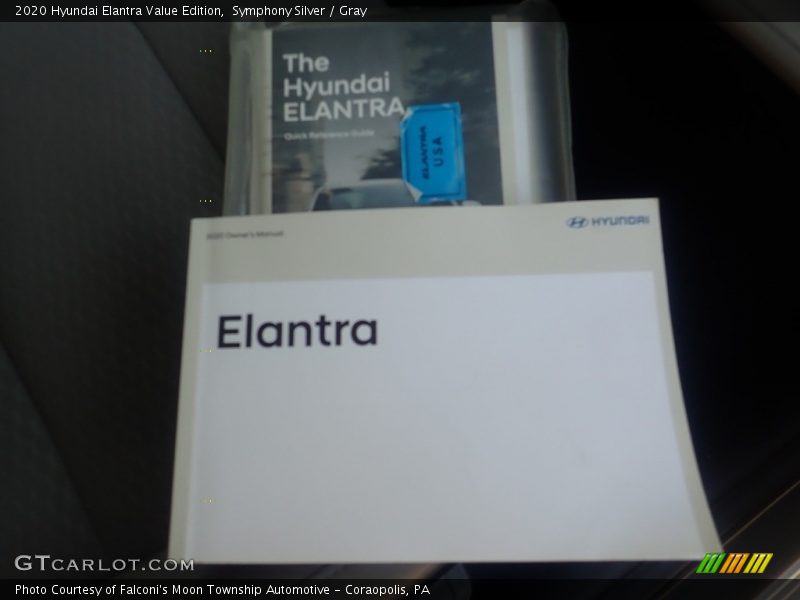 2020 Hyundai Elantra Value Edition, Symphony Silver / Gray
The
Hyundai
ELANTRA
Quick Reference Guide
ELANTRA
USA
2020 Owner's Manual
HYUNDAI
Elantra
GTCARLOT.COM
Photo Courtesy of Falconi's Moon Township Automotive - Coraopolis, PA